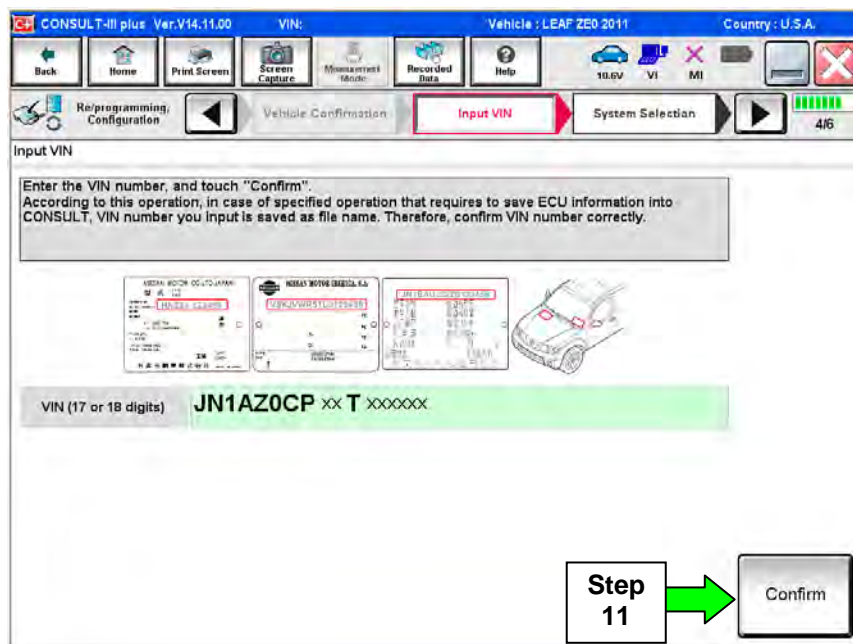 CONSULT-III plus Ver.V14.11.00 VIN: Vehicle : LEAF ZE0 2011 Country : U.S.A.
Back Home Print Screen Screen Capture Measurement Mode Recorded Data Help 10.6V VI MI
Re/programming, Configuration Vehicle Confirmation Input VIN System Selection 4/6
Input VIN
Enter the VIN number, and touch "Confirm".
According to this operation, in case of specified operation that requires to save ECU information into
CONSULT, VIN number you input is saved as file name. Therefore, confirm VIN number correctly.
VIN (17 or 18 digits) JN1AZ0CP xx T xxxxxx
Step
11
Confirm